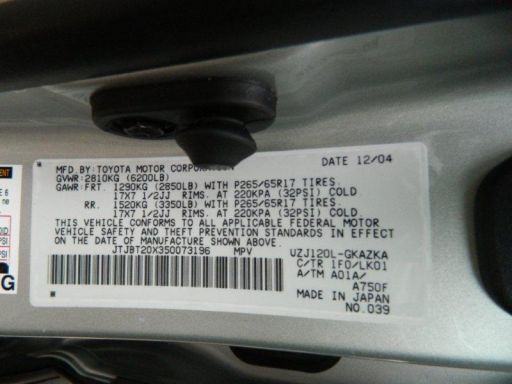 MFD.BY:TOYOTA MOTOR CORPORATION DATE 12/04
GVWR:2810KG (6200LB)
GAWR:FRT. 1290KG (2850LB) WITH P265/65R17 TIRES.
17X7 1/2JJ RIMS. AT 220KPA (32PSI) COLD
RR. 1520KG (3350LB) WITH P265/65R17 TIRES.
17X7 1/2JJ RIMS. AT 220KPA (32PSI) COLD
THIS VEHICLE CONFORMS TO ALL APPLICABLE FEDERAL MOTOR
VEHICLE SAFETY AND THEFT PREVENTION STANDARDS IN EFFECT
ON THE DATE OF MANUFACTURE SHOWN ABOVE.
JTJBT20X350073196 MPV
UZJ120L-GKAZKA
C/TR 1F0/LK01
A/TM A01A/
A750F
MADE IN JAPAN
NO.039
PSI
PSI